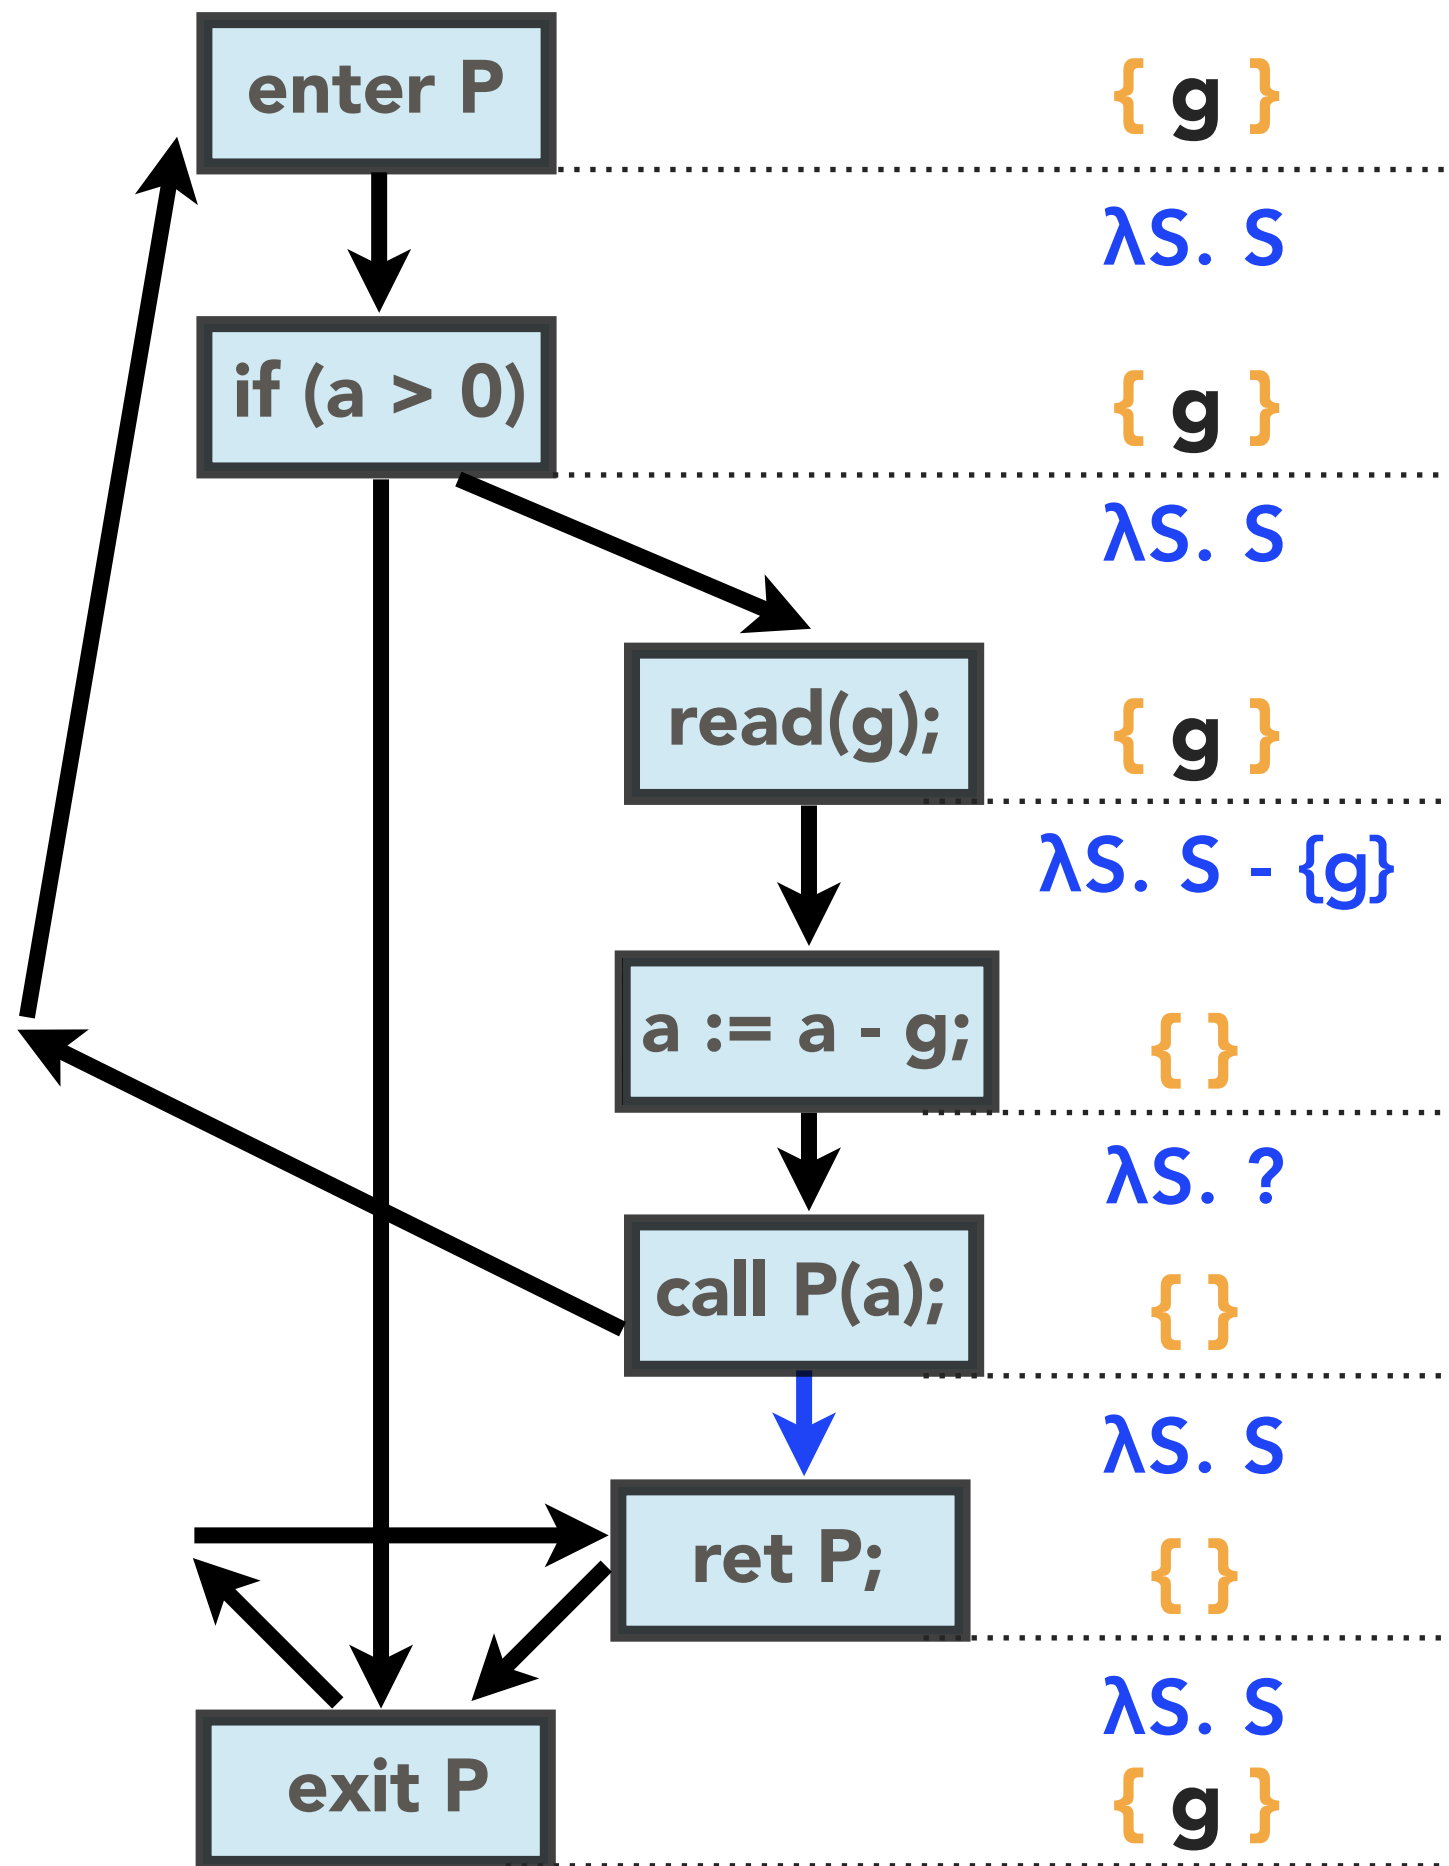 enter P
{ g }
λS. S
if (a > 0)
{ g }
λS. S
read(g);
{ g }
λS. S - {g}
a := a - g;
{ }
λS. ?
call P(a);
{ }
λS. S
ret P;
{ }
λS. S
exit P
{ g }